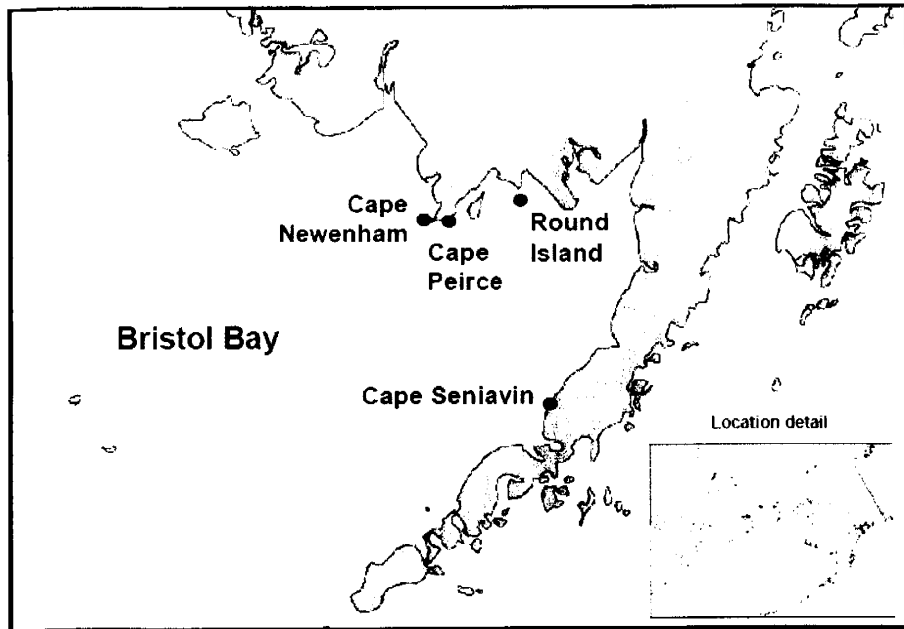 Cape
Newenham
Cape
Peirce
Round
Island
Bristol Bay
Cape Seniavin
Location detail